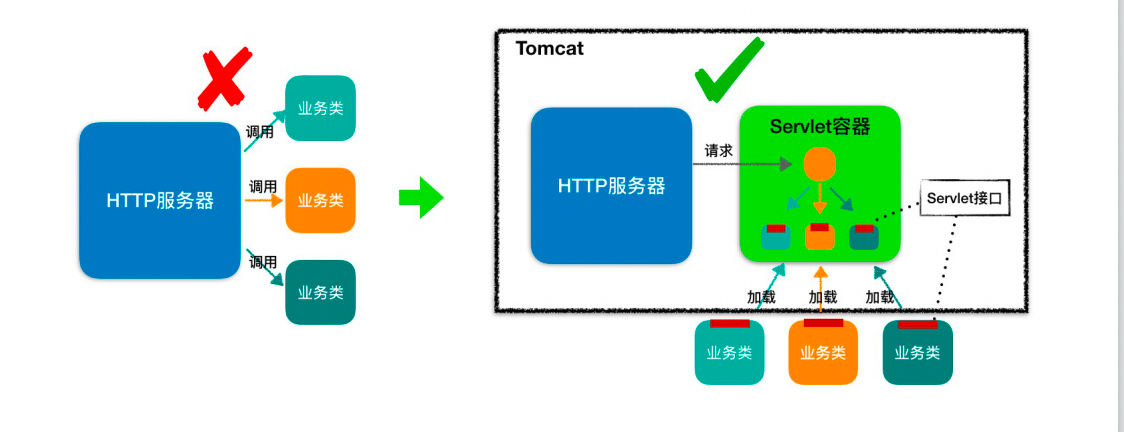 调用
业务类
HTTP服务器
调用
业务类
调用
业务类
Tomcat
HTTP服务器
请求
Servlet容器
Servlet接口
加载
加载
加载
业务类
业务类
业务类